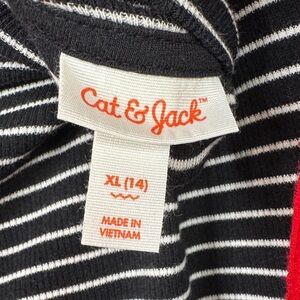 Cat & Jack™
XL (14)
MADE IN
VIETNAM